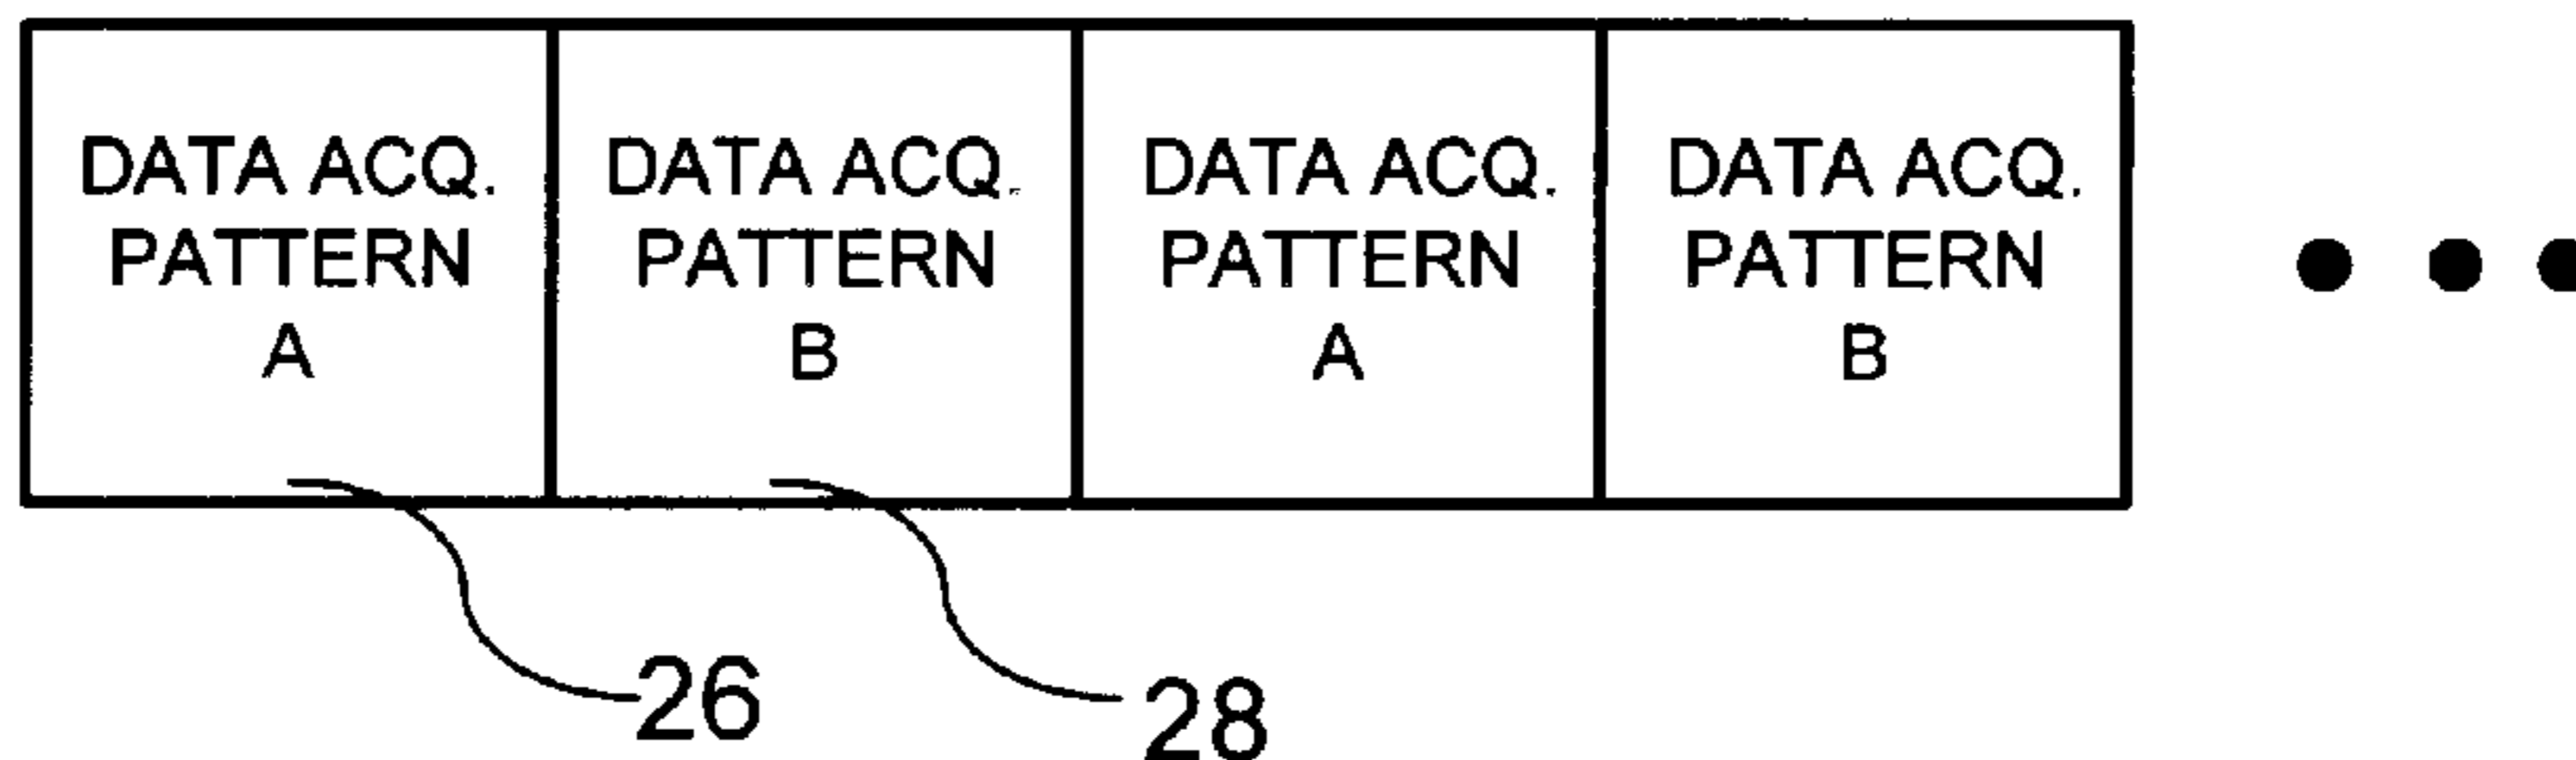 DATA ACQ.
PATTERN
A
DATA ACQ.
PATTERN
B
DATA ACQ.
PATTERN
A
DATA ACQ.
PATTERN
B
26
28